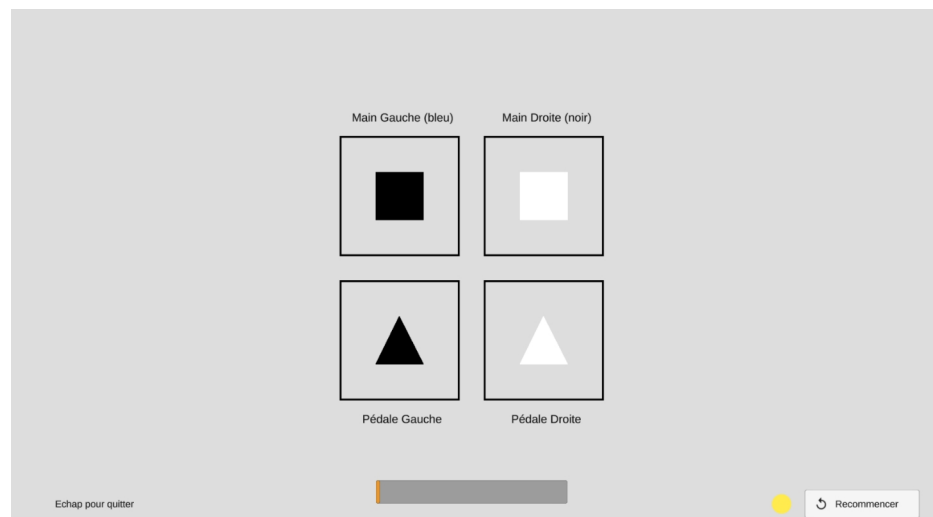 Main Gauche (bleu)
Main Droite (noir)
Pédale Gauche
Pédale Droite
Echap pour quitter
Recommencer